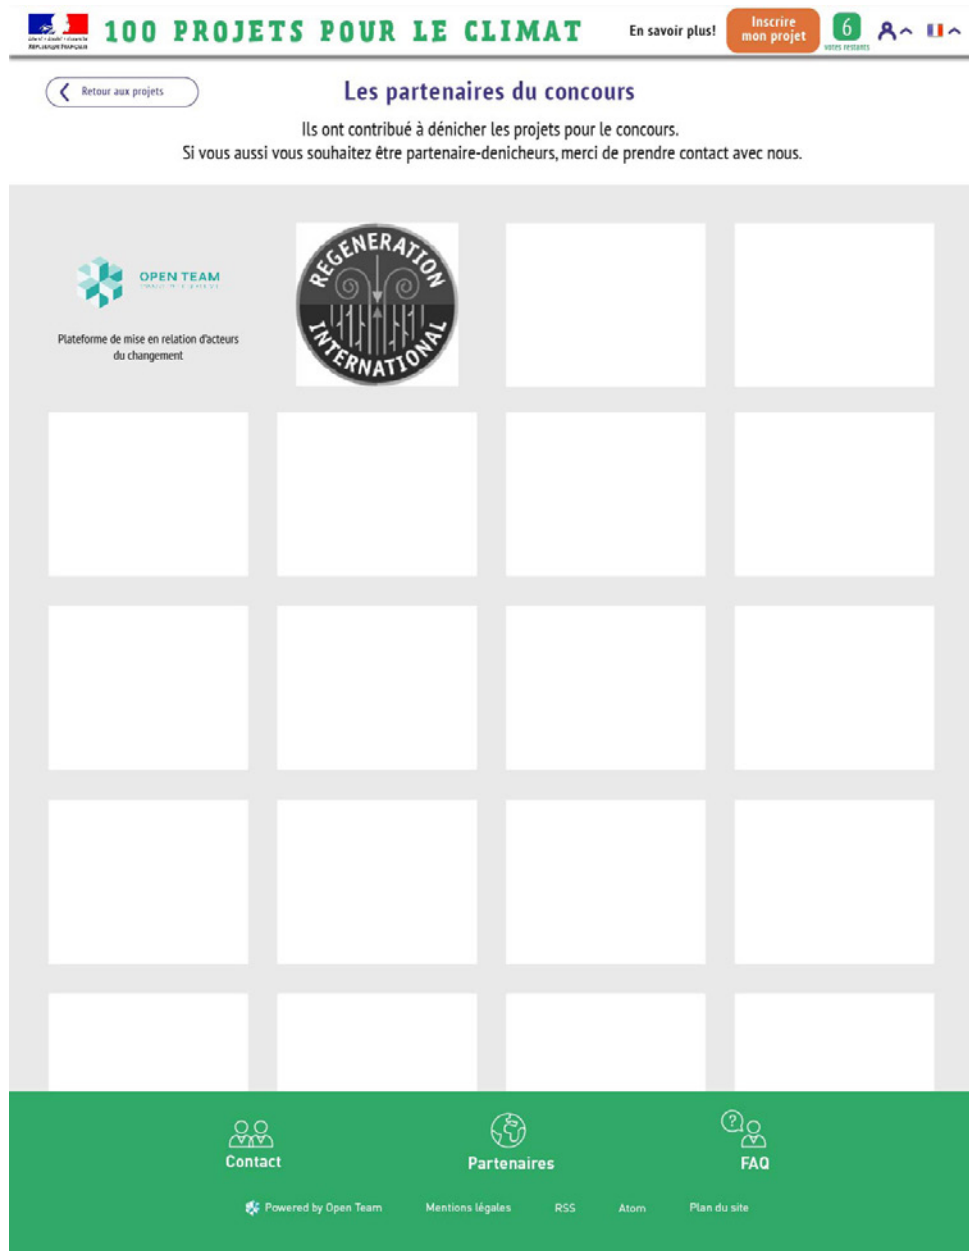 100 PROJETS POUR LE CLIMAT
En savoir plus!
Inscrire
mon projet
6
votes restants
RÉPUBLIQUE FRANÇAISE
Retour aux projets
Les partenaires du concours
Ils ont contribué à dénicher les projets pour le concours.
Si vous aussi vous souhaitez être partenaire-denicheurs, merci de prendre contact avec nous.
OPEN TEAM
Plateforme de mise en relation d'acteurs
du changement
REGENERATION
INTERNATIONAL
Contact
Partenaires
?
FAQ
Powered by Open Team
Mentions légales
RSS
Atom
Plan du site